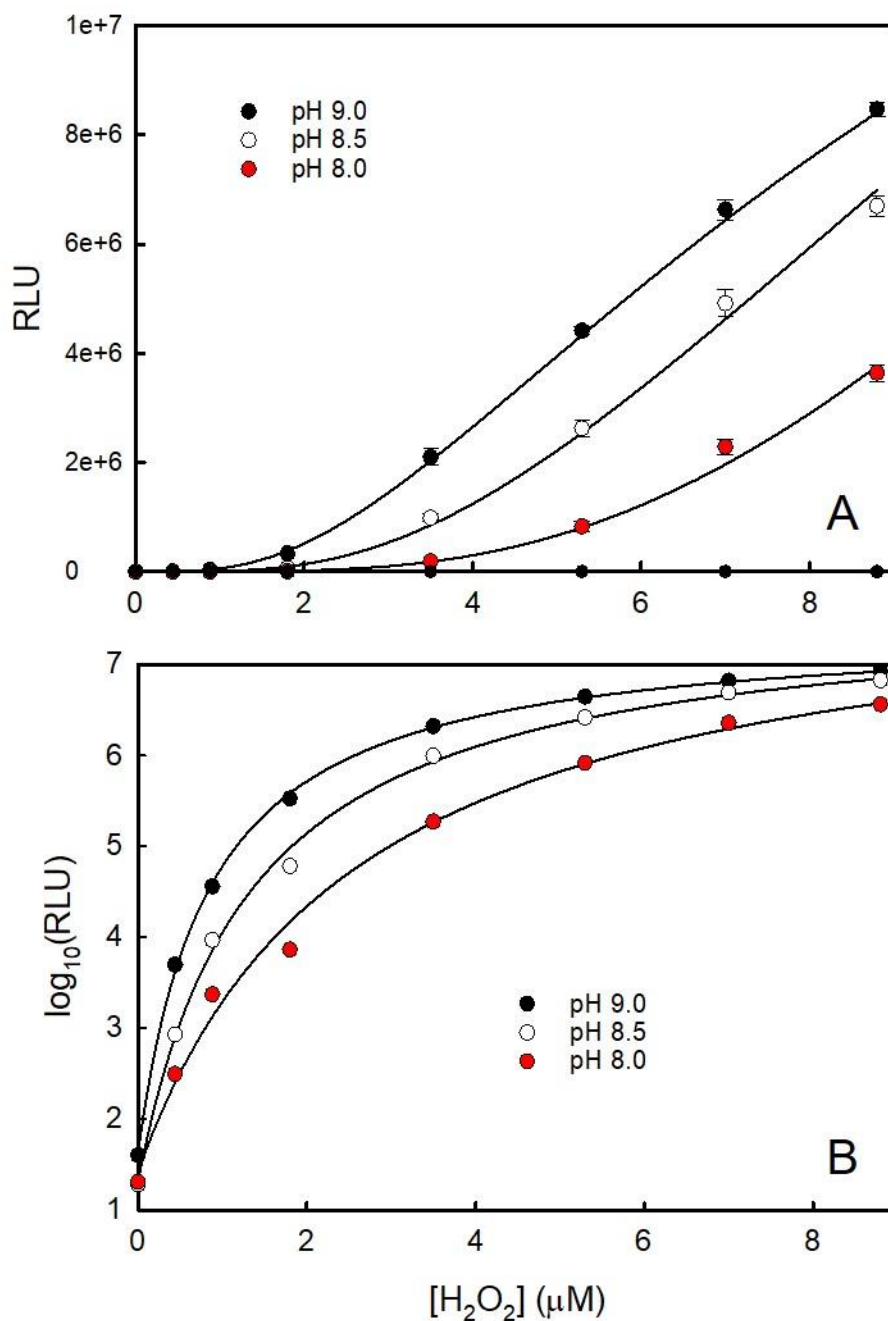 1e+7
8e+6
6e+6
4e+6
2e+6
0
RLU
pH 9.0
pH 8.5
pH 8.0
A
0 2 4 6 8
7
6
5
4
3
2
1
log₁₀(RLU)
pH 9.0
pH 8.5
pH 8.0
B
0 2 4 6 8
[H₂O₂] (μM)